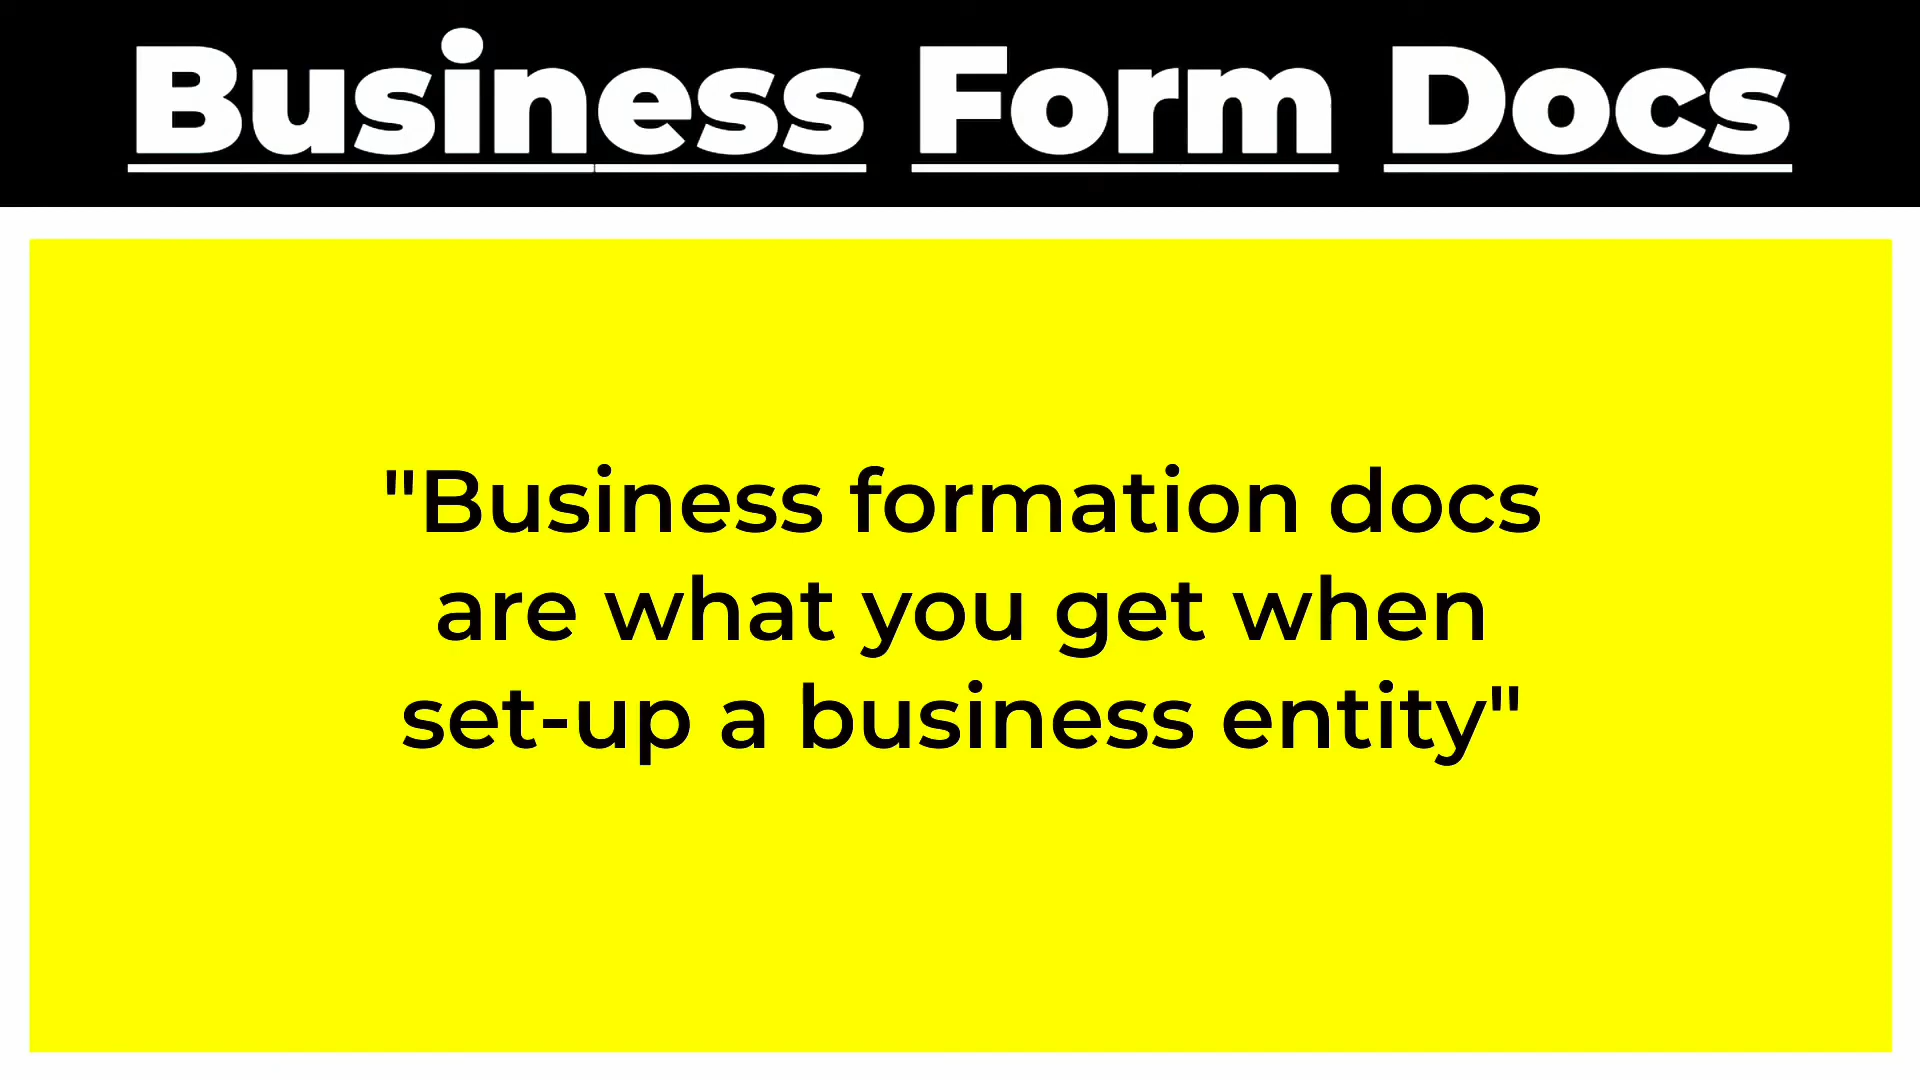 Business Form Docs
"Business formation docs
are what you get when
set-up a business entity"